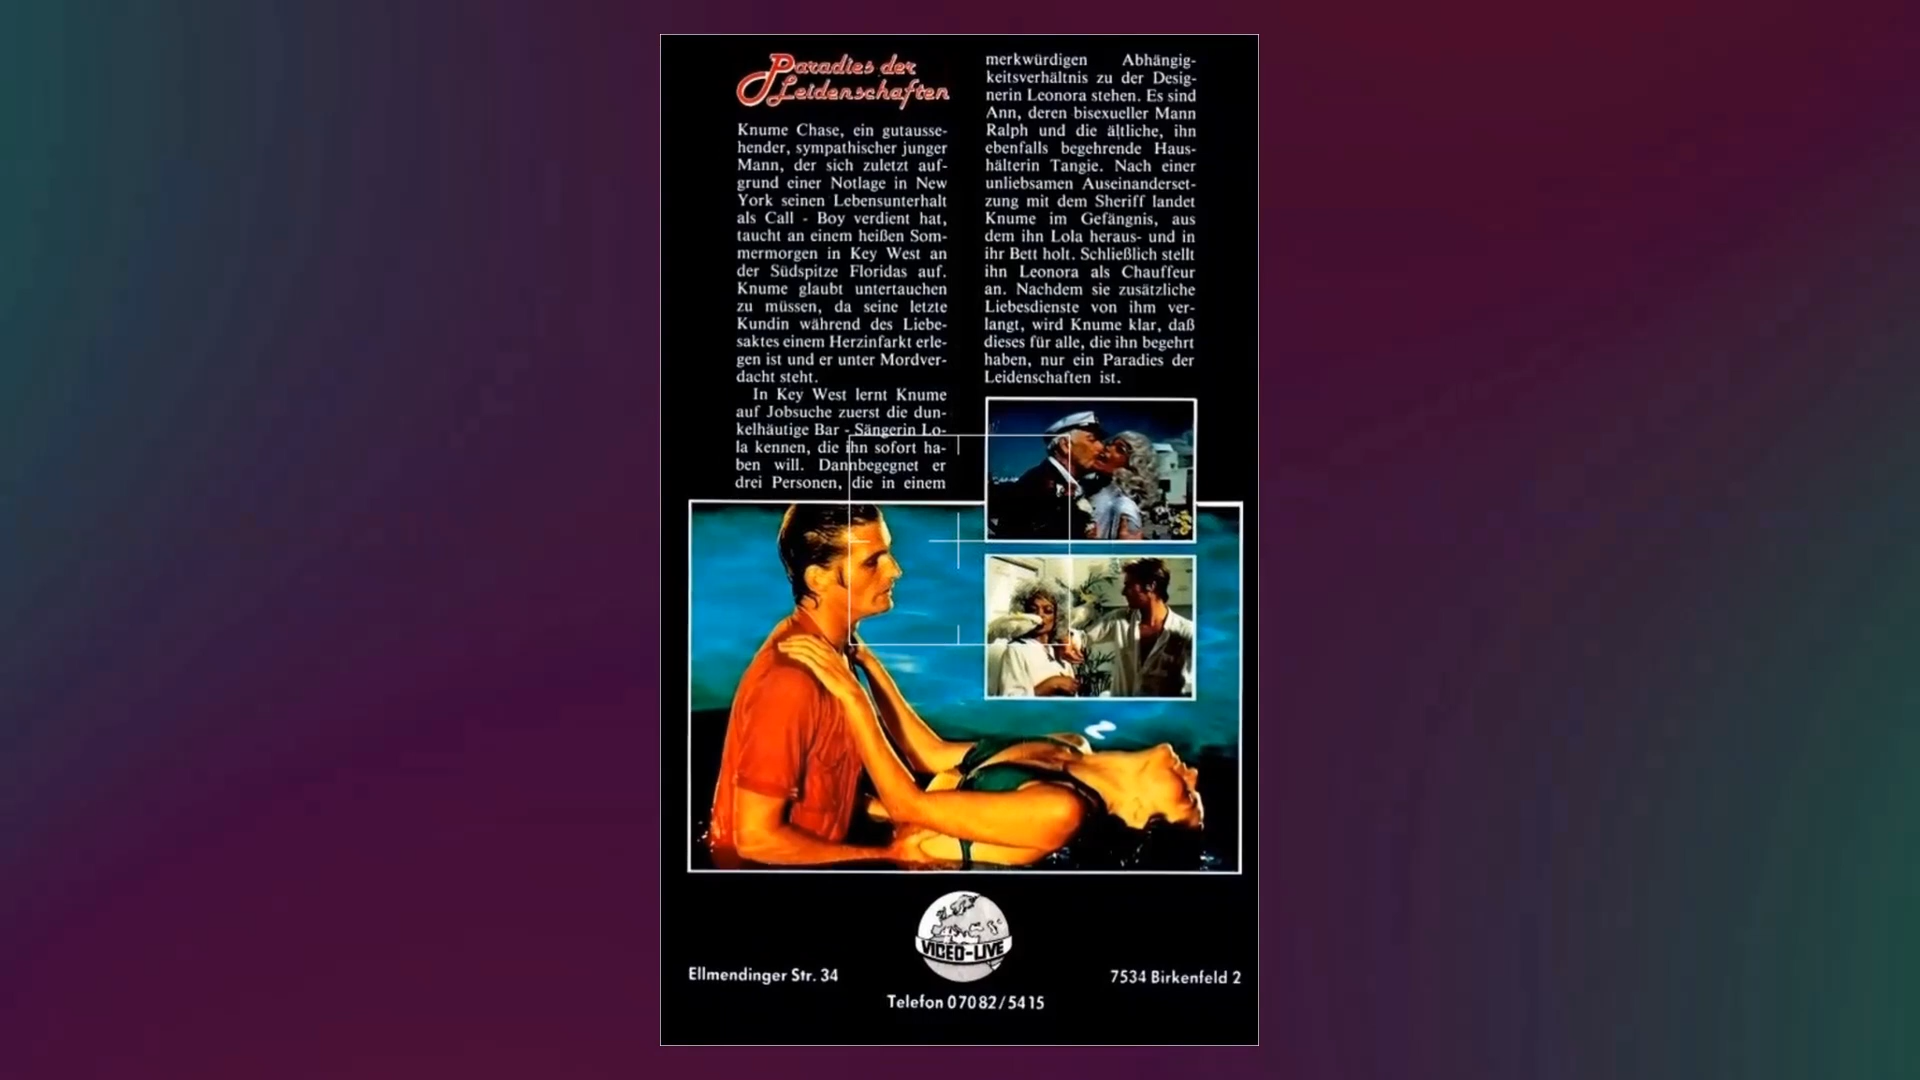 Paradies der
Leidenschaften
Knume Chase, ein gutausse-
hender, sympathischer junger
Mann, der sich zuletzt auf-
grund einer Notlage in New
York seinen Lebensunterhalt
als Call - Boy verdient hat,
taucht an einem heißen Som-
mermorgen in Key West an
der Südspitze Floridas auf.
Knume glaubt untertauchen
zu müssen, da seine letzte
Kundin während des Liebe-
saktes einem Herzinfarkt erle-
gen ist und er unter Mordver-
dacht steht.
In Key West lernt Knume
auf Jobsuche zuerst die dun-
kelhäutige Bar - Sängerin Lo-
la kennen, die ihn sofort ha-
ben will. Dannbegegnet er
drei Personen, die in einem
merkwürdigen Abhängig-
keitsverhältnis zu der Desig-
nerin Leonora stehen. Es sind
Ann, deren bisexueller Mann
Ralph und die ältliche, ihn
ebenfalls begehrende Haus-
hälterin Tangie. Nach einer
unliebsamen Auseinanderset-
zung mit dem Sheriff landet
Knume im Gefängnis, aus
dem ihn Lola heraus- und in
ihr Bett holt. Schließlich stellt
ihn Leonora als Chauffeur
an. Nachdem sie zusätzliche
Liebesdienste von ihm ver-
langt, wird Knume klar, daß
dieses für alle, die ihn begehrt
haben, nur ein Paradies der
Leidenschaften ist.
VIDEO-LIVE
Ellmendinger Str. 34
7534 Birkenfeld 2
Telefon 07082/5415